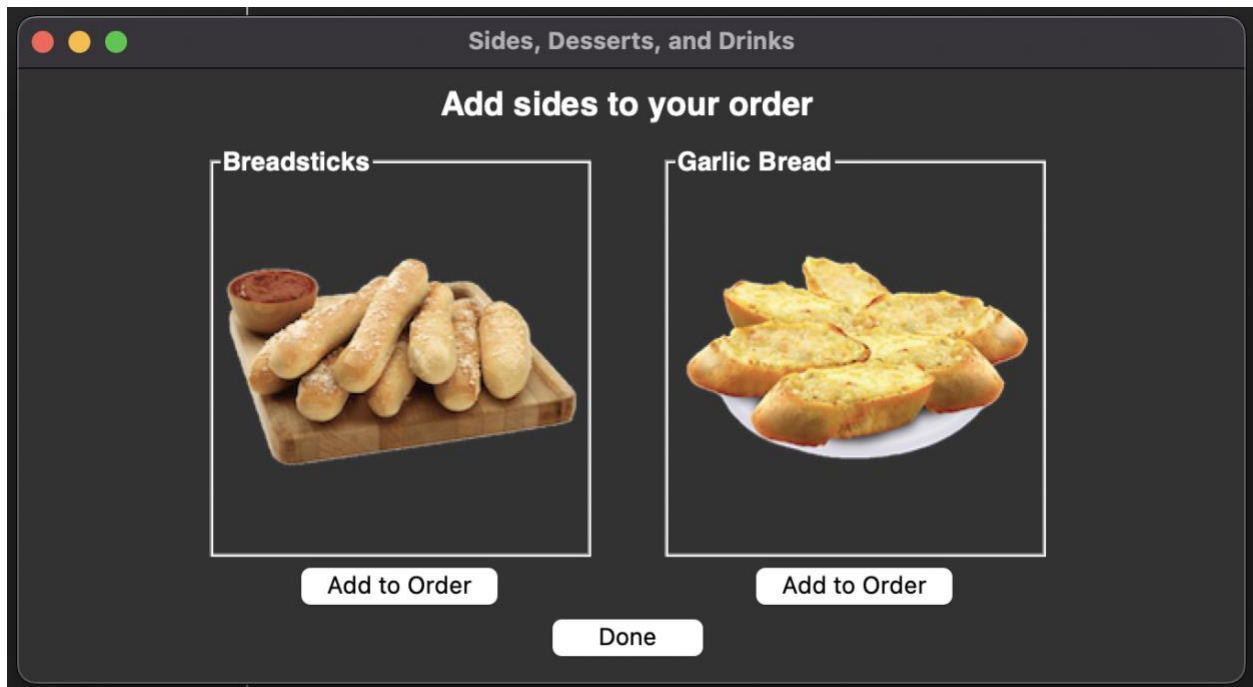 Sides, Desserts, and Drinks
Add sides to your order
Breadsticks
Garlic Bread
Add to Order
Add to Order
Done